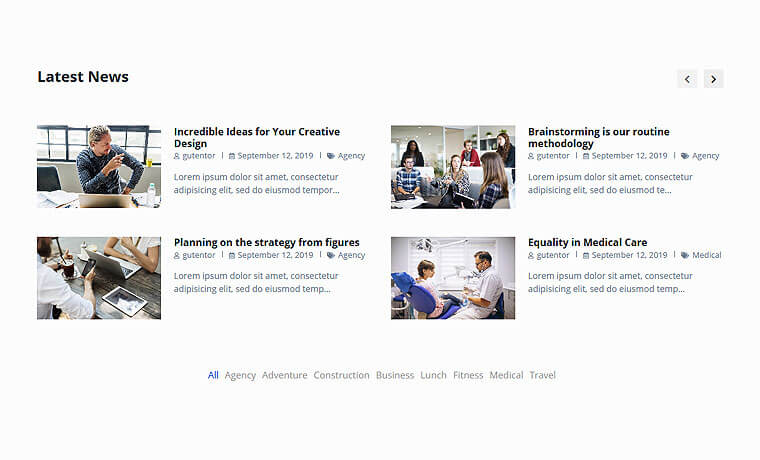 Latest News
Incredible Ideas for Your Creative
Design
gutentor | September 12, 2019 | Agency
Lorem ipsum dolor sit amet, consectetur
adipisicing elit, sed do eiusmod tempor...
Brainstorming is our routine
methodology
gutentor | September 12, 2019 | Agency
Lorem ipsum dolor sit amet, consectetur
adipisicing elit, sed do eiusmod te...
Planning on the strategy from figures
gutentor | September 12, 2019 | Agency
Lorem ipsum dolor sit amet, consectetur
adipisicing elit, sed do eiusmod temp...
Equality in Medical Care
gutentor | September 12, 2019 | Medical
Lorem ipsum dolor sit amet, consectetur
adipisicing elit, sed do eiusmod temp...
All Agency Adventure Construction Business Lunch Fitness Medical Travel